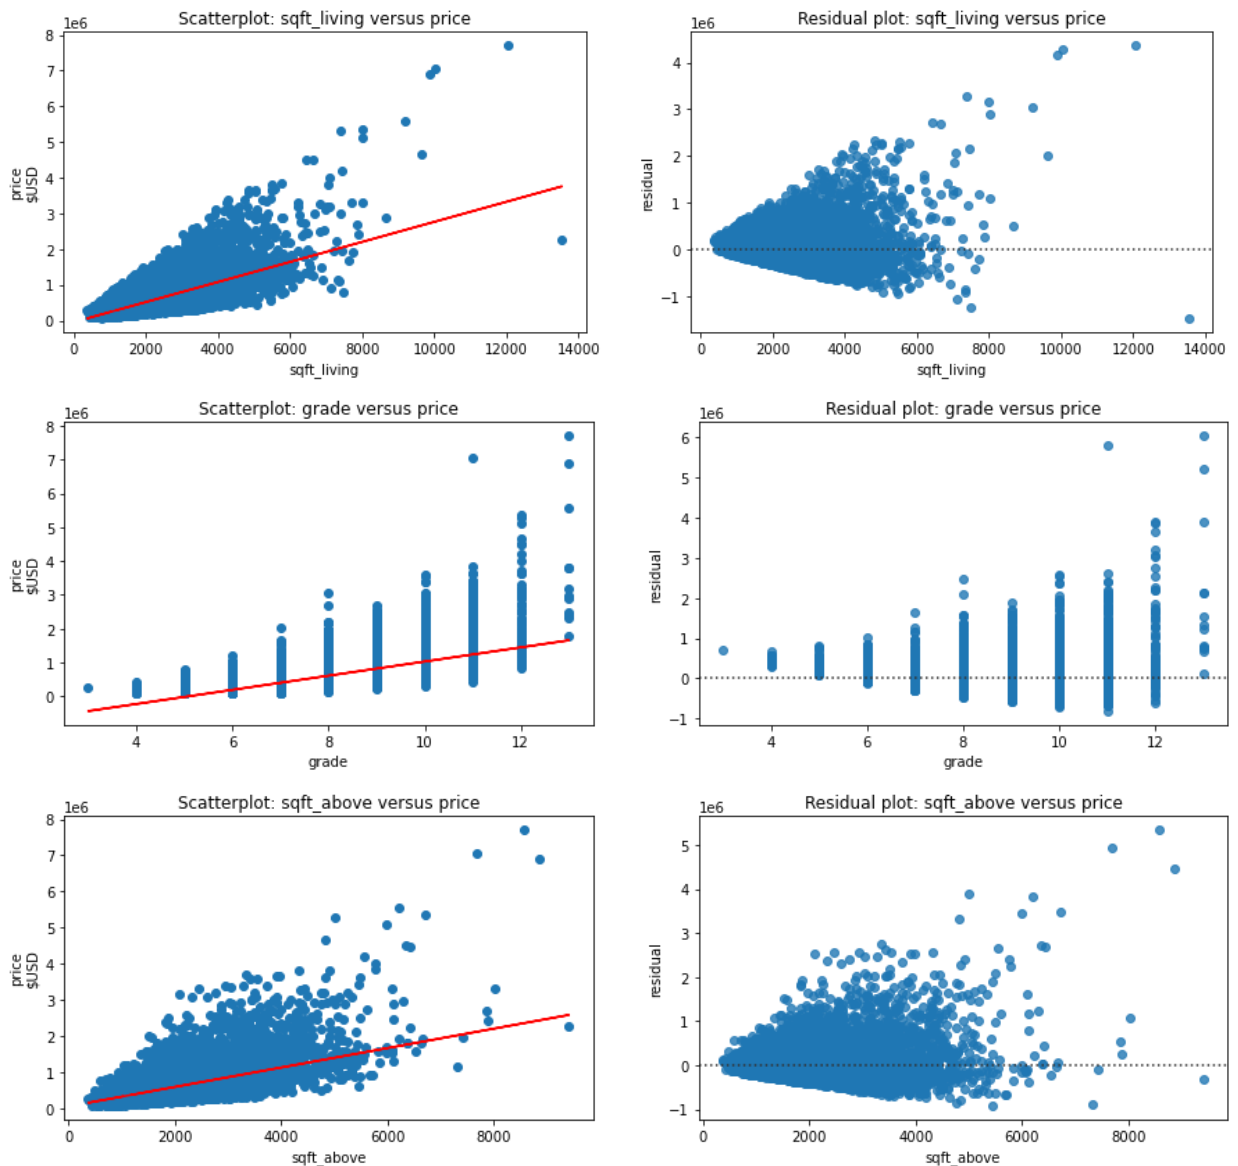 Scatterplot: sqft_living versus price
1e6
8
7
6
5
4
3
2
1
0
price
$USD
0 2000 4000 6000 8000 10000 12000 14000
sqft_living
Residual plot: sqft_living versus price
1e6
4
3
2
1
0
−1
residual
0 2000 4000 6000 8000 10000 12000 14000
sqft_living
Scatterplot: grade versus price
1e6
8
7
6
5
4
3
2
1
0
price
$USD
4 6 8 10 12
grade
Residual plot: grade versus price
1e6
6
5
4
3
2
1
0
−1
residual
4 6 8 10 12
grade
Scatterplot: sqft_above versus price
1e6
8
7
6
5
4
3
2
1
0
price
$USD
0 2000 4000 6000 8000
sqft_above
Residual plot: sqft_above versus price
1e6
5
4
3
2
1
0
−1
residual
0 2000 4000 6000 8000
sqft_above